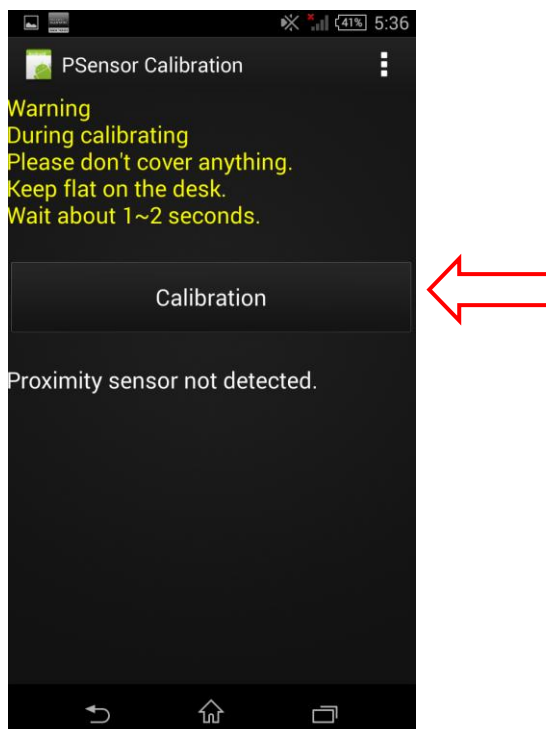 41% 5:36
PSensor Calibration
Warning
During calibrating
Please don't cover anything.
Keep flat on the desk.
Wait about 1~2 seconds.
Calibration
Proximity sensor not detected.